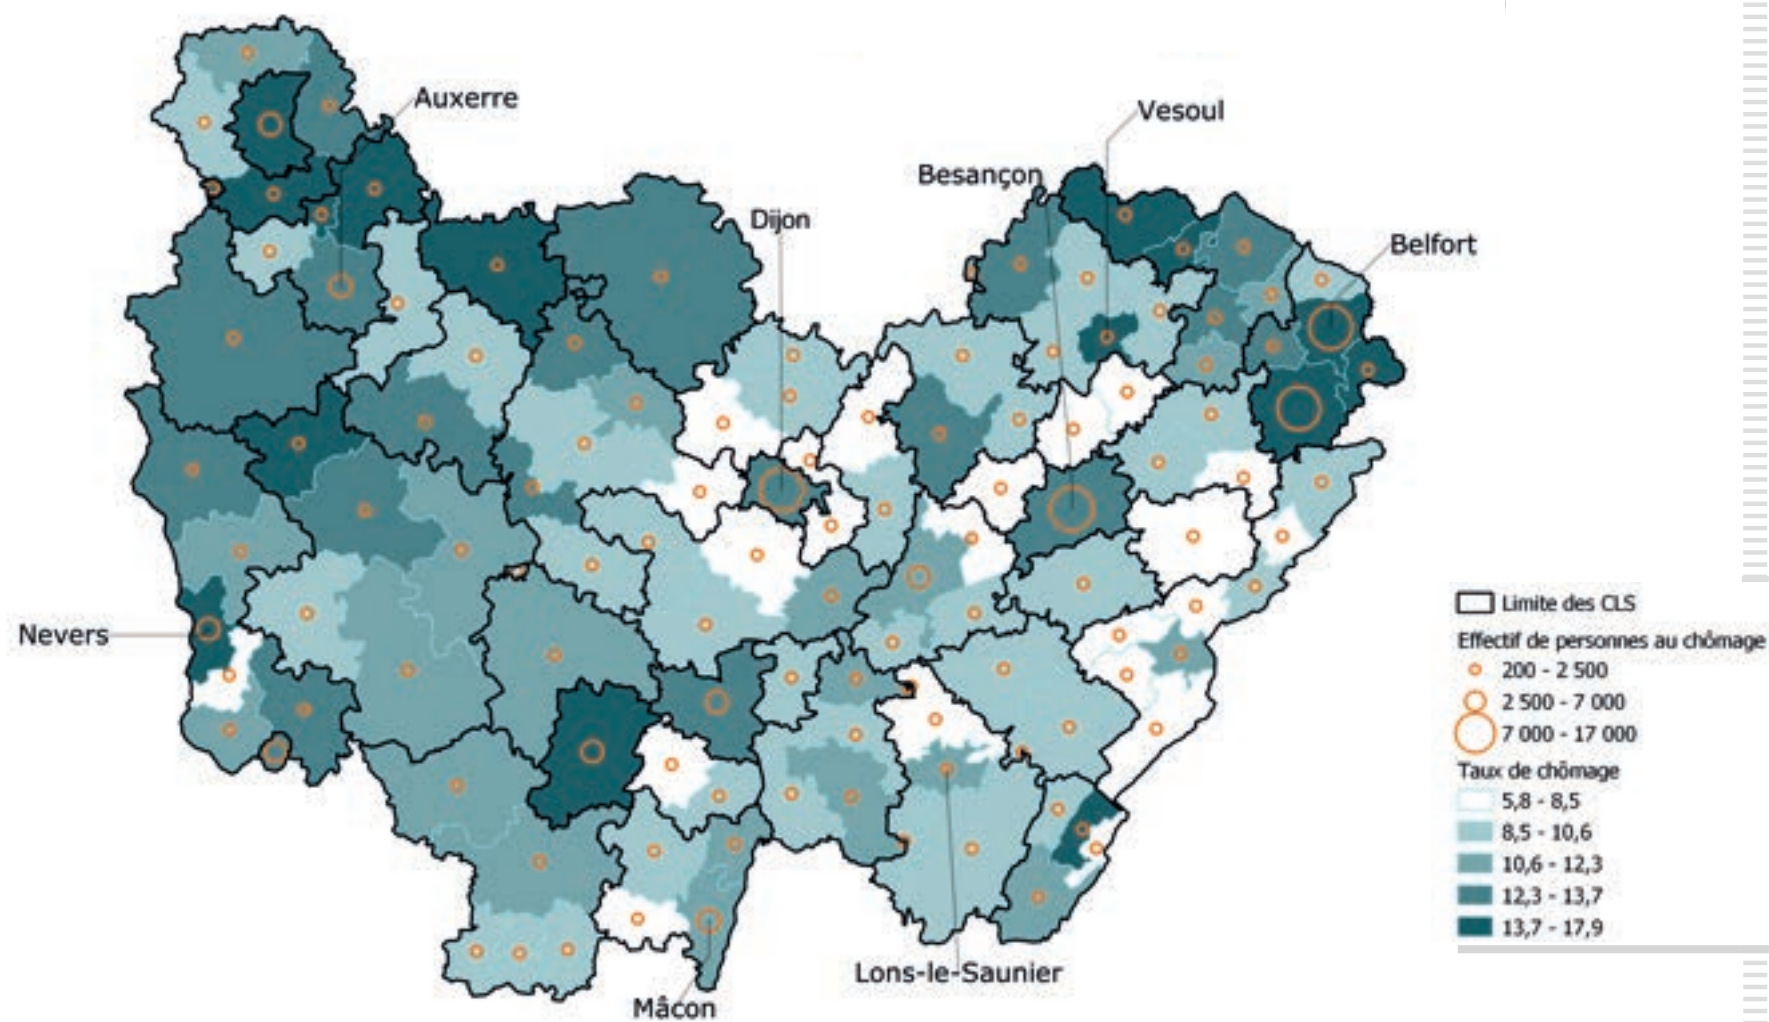 Auxerre
Vesoul
Besançon
Dijon
Belfort
Nevers
Limite des CLS
Effectif de personnes au chômage
200 - 2 500
2 500 - 7 000
7 000 - 17 000
Taux de chômage
5,8 - 8,5
8,5 - 10,6
10,6 - 12,3
12,3 - 13,7
13,7 - 17,9
Lons-le-Saunier
Mâcon